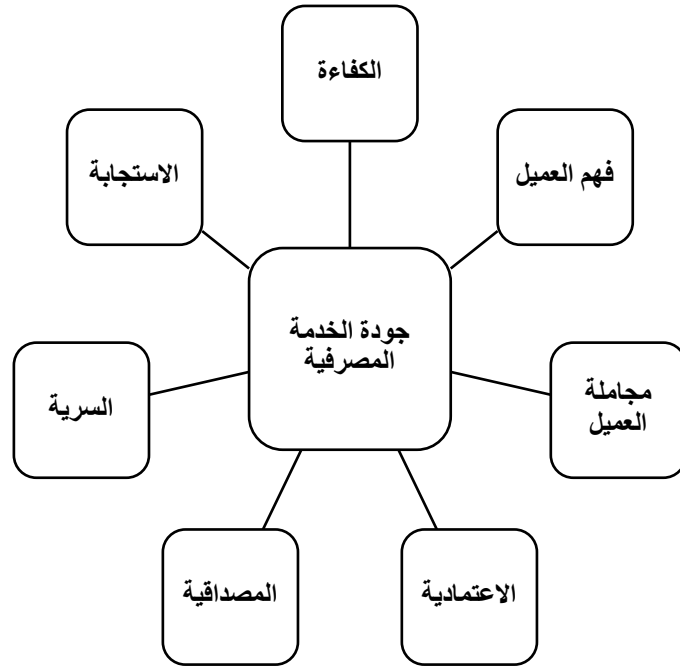 الكفاءة
فهم العميل
الاستجابة
جودة الخدمة
المصرفية
مجاملة
العميل
السرية
الاعتمادية
المصداقية